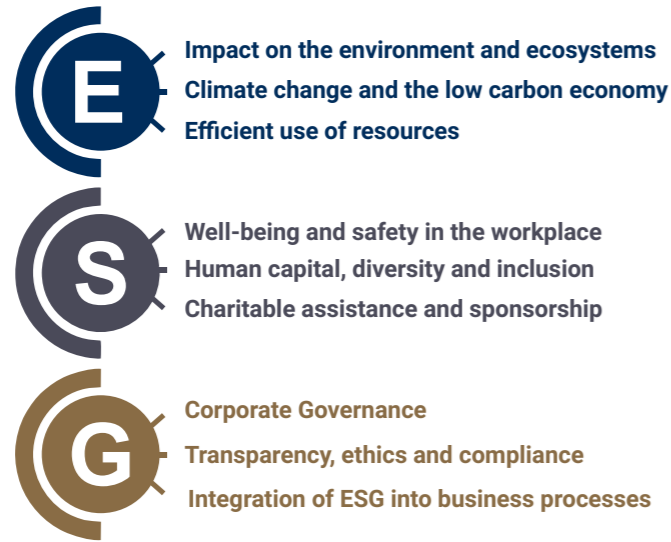 E
Impact on the environment and ecosystems
Climate change and the low carbon economy
Efficient use of resources
S
Well-being and safety in the workplace
Human capital, diversity and inclusion
Charitable assistance and sponsorship
G
Corporate Governance
Transparency, ethics and compliance
Integration of ESG into business processes